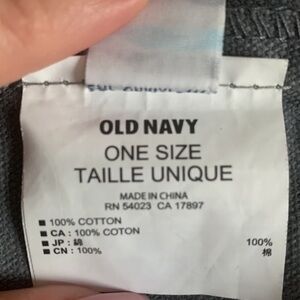 OLD NAVY
ONE SIZE
TAILLE UNIQUE
MADE IN CHINA
RN 54023 CA 17897
■ 100% COTTON
■ CA : 100% COTON
■ JP : 綿 100%
■ CN : 100% 棉